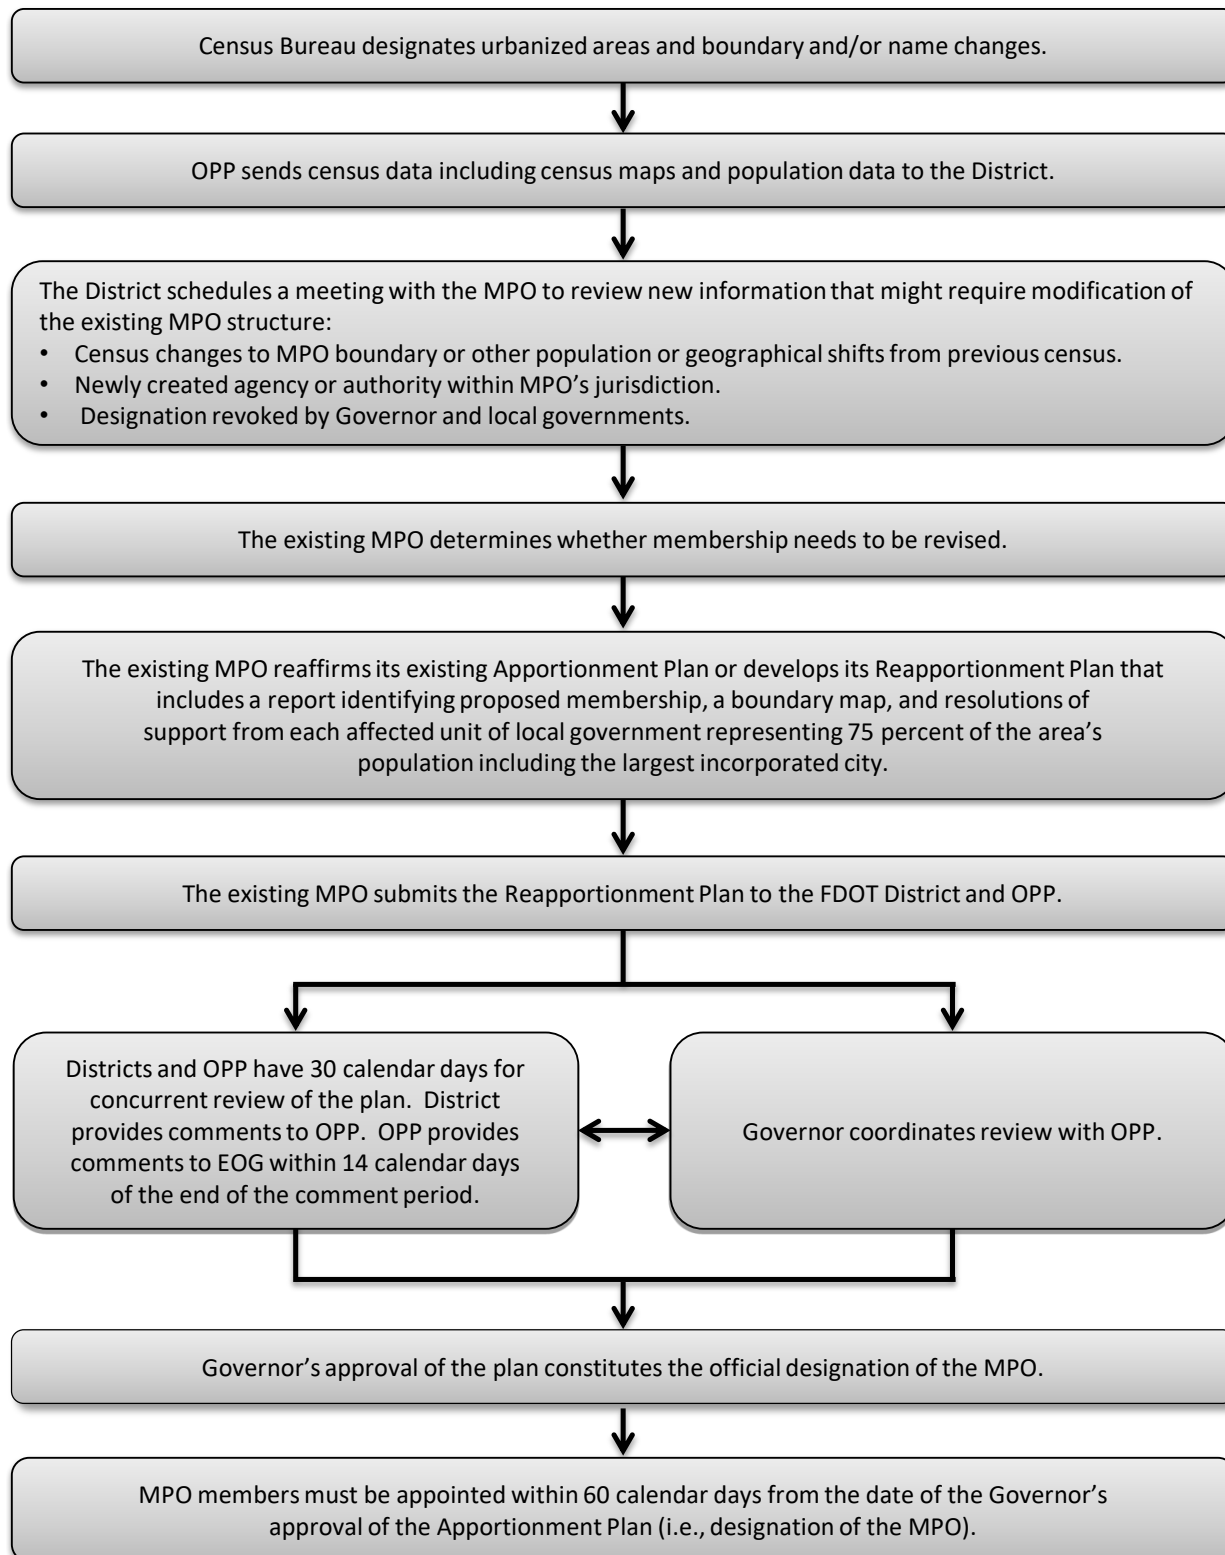 Census Bureau designates urbanized areas and boundary and/or name changes.
OPP sends census data including census maps and population data to the District.
The District schedules a meeting with the MPO to review new information that might require modification of
the existing MPO structure:
• Census changes to MPO boundary or other population or geographical shifts from previous census.
• Newly created agency or authority within MPO’s jurisdiction.
• Designation revoked by Governor and local governments.
The existing MPO determines whether membership needs to be revised.
The existing MPO reaffirms its existing Apportionment Plan or develops its Reapportionment Plan that
includes a report identifying proposed membership, a boundary map, and resolutions of
support from each affected unit of local government representing 75 percent of the area’s
population including the largest incorporated city.
The existing MPO submits the Reapportionment Plan to the FDOT District and OPP.
Districts and OPP have 30 calendar days for
concurrent review of the plan.  District
provides comments to OPP.  OPP provides
comments to EOG within 14 calendar days
of the end of the comment period.
Governor coordinates review with OPP.
Governor’s approval of the plan constitutes the official designation of the MPO.
MPO members must be appointed within 60 calendar days from the date of the Governor’s
approval of the Apportionment Plan (i.e., designation of the MPO).